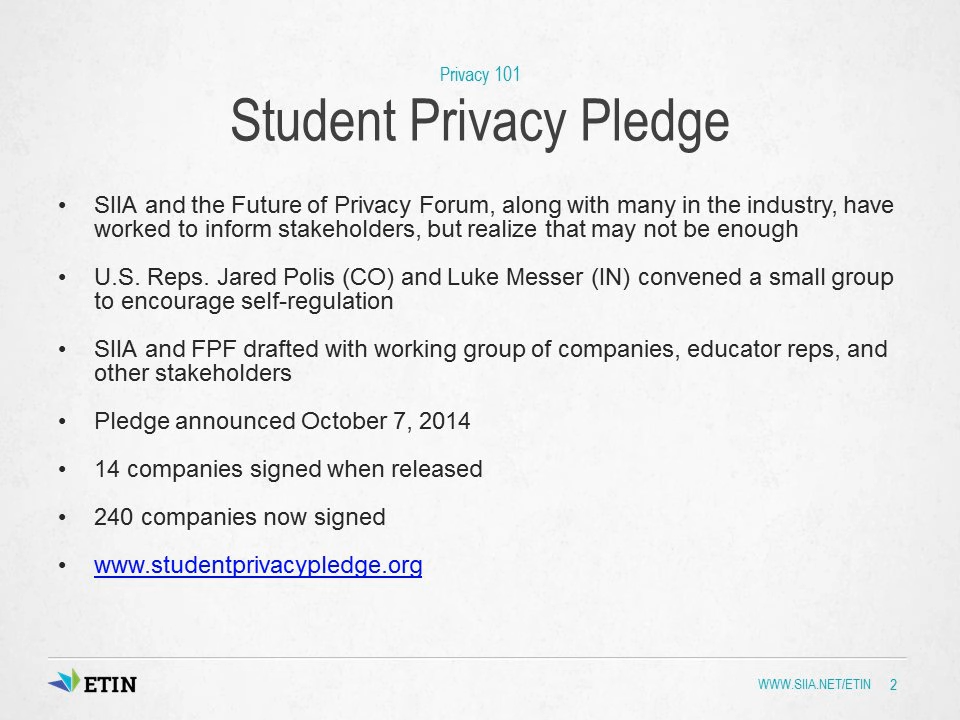 Privacy 101
Student Privacy Pledge
• SIIA and the Future of Privacy Forum, along with many in the industry, have
worked to inform stakeholders, but realize that may not be enough
• U.S. Reps. Jared Polis (CO) and Luke Messer (IN) convened a small group
to encourage self-regulation
• SIIA and FPF drafted with working group of companies, educator reps, and
other stakeholders
• Pledge announced October 7, 2014
• 14 companies signed when released
• 240 companies now signed
• www.studentprivacypledge.org
ETIN
WWW.SIIA.NET/ETIN 2